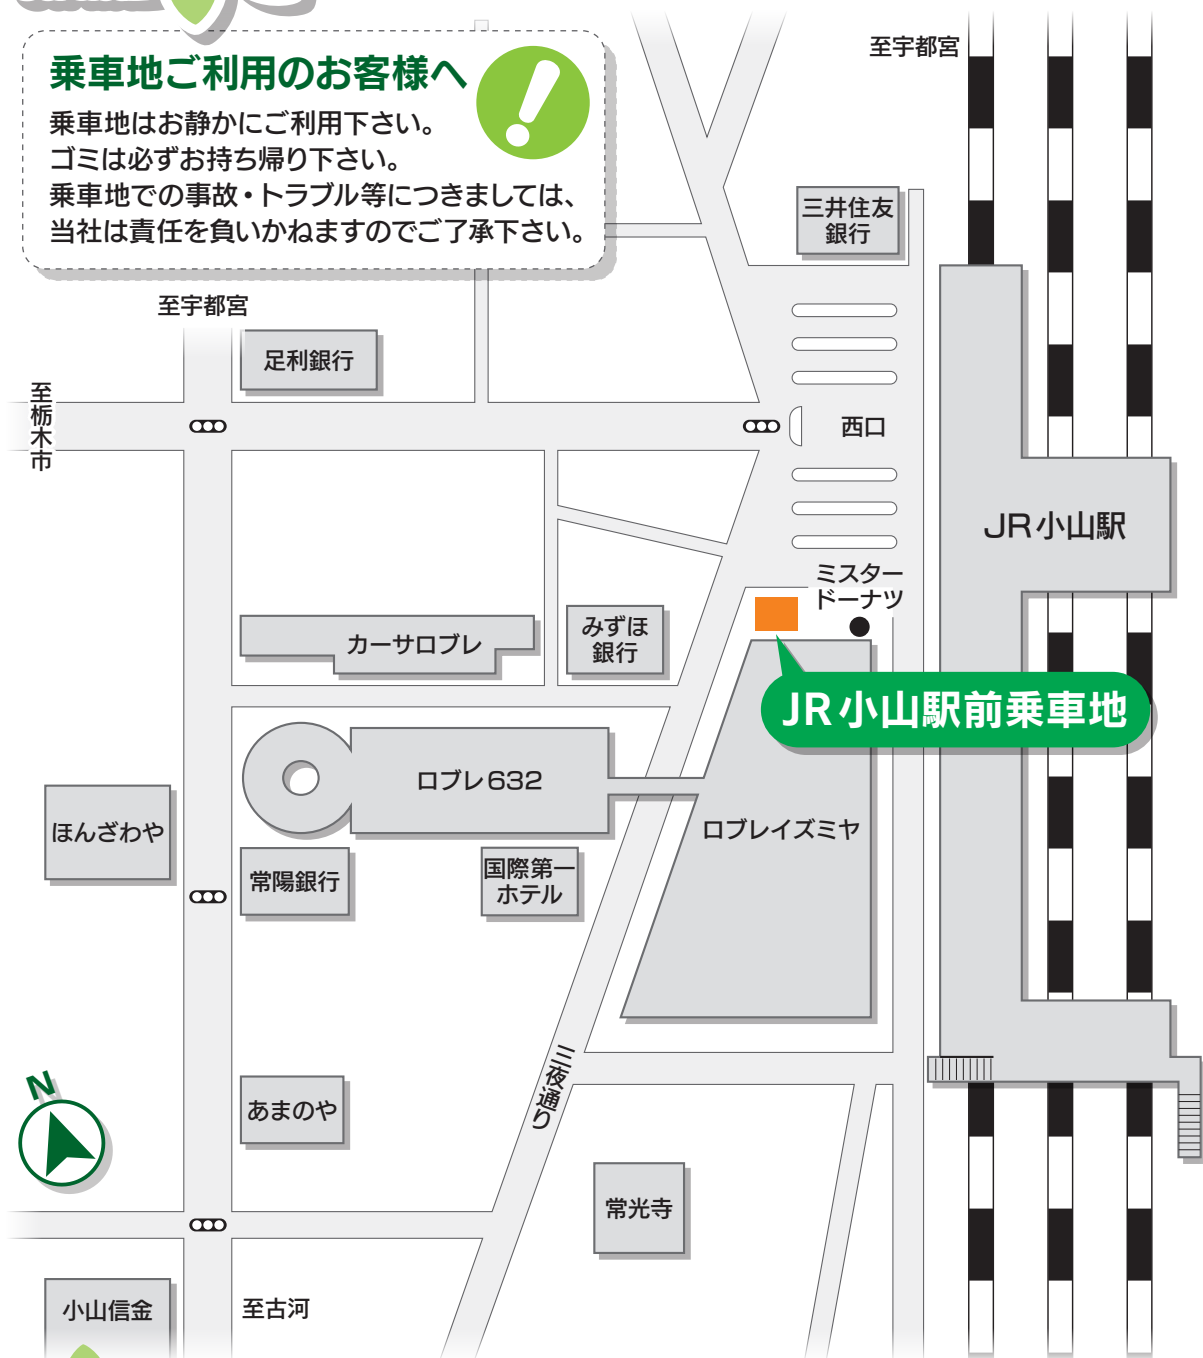 乗車地ご利用のお客様へ
乗車地はお静かにご利用下さい。
ゴミは必ずお持ち帰り下さい。
乗車地での事故・トラブル等につきましては、
当社は責任を負いかねますのでご了承下さい。
至宇都宮
三井住友
銀行
至宇都宮
足利銀行
至栃木市
西口
JR小山駅
ミスター
ドーナツ
みずほ
銀行
カーサロブレ
JR小山駅前乗車地
ロブレ632
ほんざわや
ロブレイズミヤ
常陽銀行
国際第一
ホテル
三夜通り
N
あまのや
常光寺
小山信金
至古河